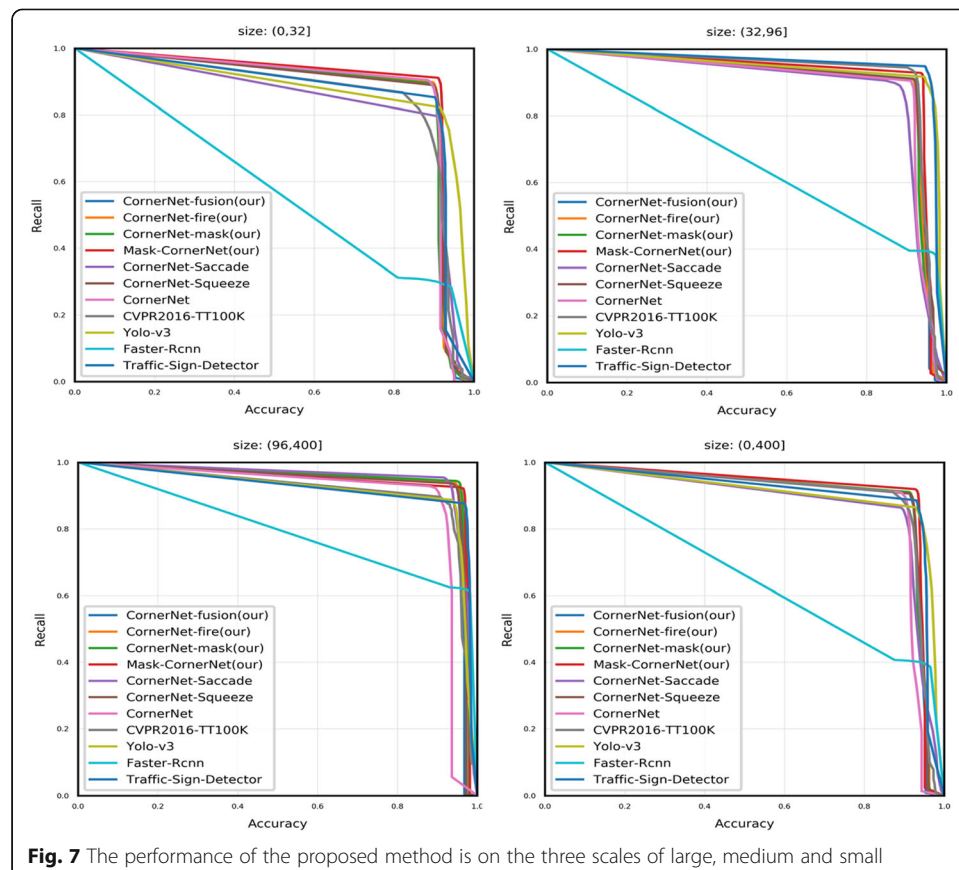 size: (0,32]
1.0
0.8
0.6
0.4
0.2
0.0
Recall
CornerNet-fusion(our)
CornerNet-fire(our)
CornerNet-mask(our)
Mask-CornerNet(our)
CornerNet-Saccade
CornerNet-Squeeze
CornerNet
CVPR2016-TT100K
Yolo-v3
Faster-Rcnn
Traffic-Sign-Detector
0.0 0.2 0.4 0.6 0.8 1.0
Accuracy
size: (32,96]
1.0
0.8
0.6
0.4
0.2
0.0
Recall
CornerNet-fusion(our)
CornerNet-fire(our)
CornerNet-mask(our)
Mask-CornerNet(our)
CornerNet-Saccade
CornerNet-Squeeze
CornerNet
CVPR2016-TT100K
Yolo-v3
Faster-Rcnn
Traffic-Sign-Detector
0.0 0.2 0.4 0.6 0.8 1.0
Accuracy
size: (96,400]
1.0
0.8
0.6
0.4
0.2
0.0
Recall
CornerNet-fusion(our)
CornerNet-fire(our)
CornerNet-mask(our)
Mask-CornerNet(our)
CornerNet-Saccade
CornerNet-Squeeze
CornerNet
CVPR2016-TT100K
Yolo-v3
Faster-Rcnn
Traffic-Sign-Detector
0.0 0.2 0.4 0.6 0.8 1.0
Accuracy
size: (0,400]
1.0
0.8
0.6
0.4
0.2
0.0
Recall
CornerNet-fusion(our)
CornerNet-fire(our)
CornerNet-mask(our)
Mask-CornerNet(our)
CornerNet-Saccade
CornerNet-Squeeze
CornerNet
CVPR2016-TT100K
Yolo-v3
Faster-Rcnn
Traffic-Sign-Detector
0.0 0.2 0.4 0.6 0.8 1.0
Accuracy
Fig. 7 The performance of the proposed method is on the three scales of large, medium and small